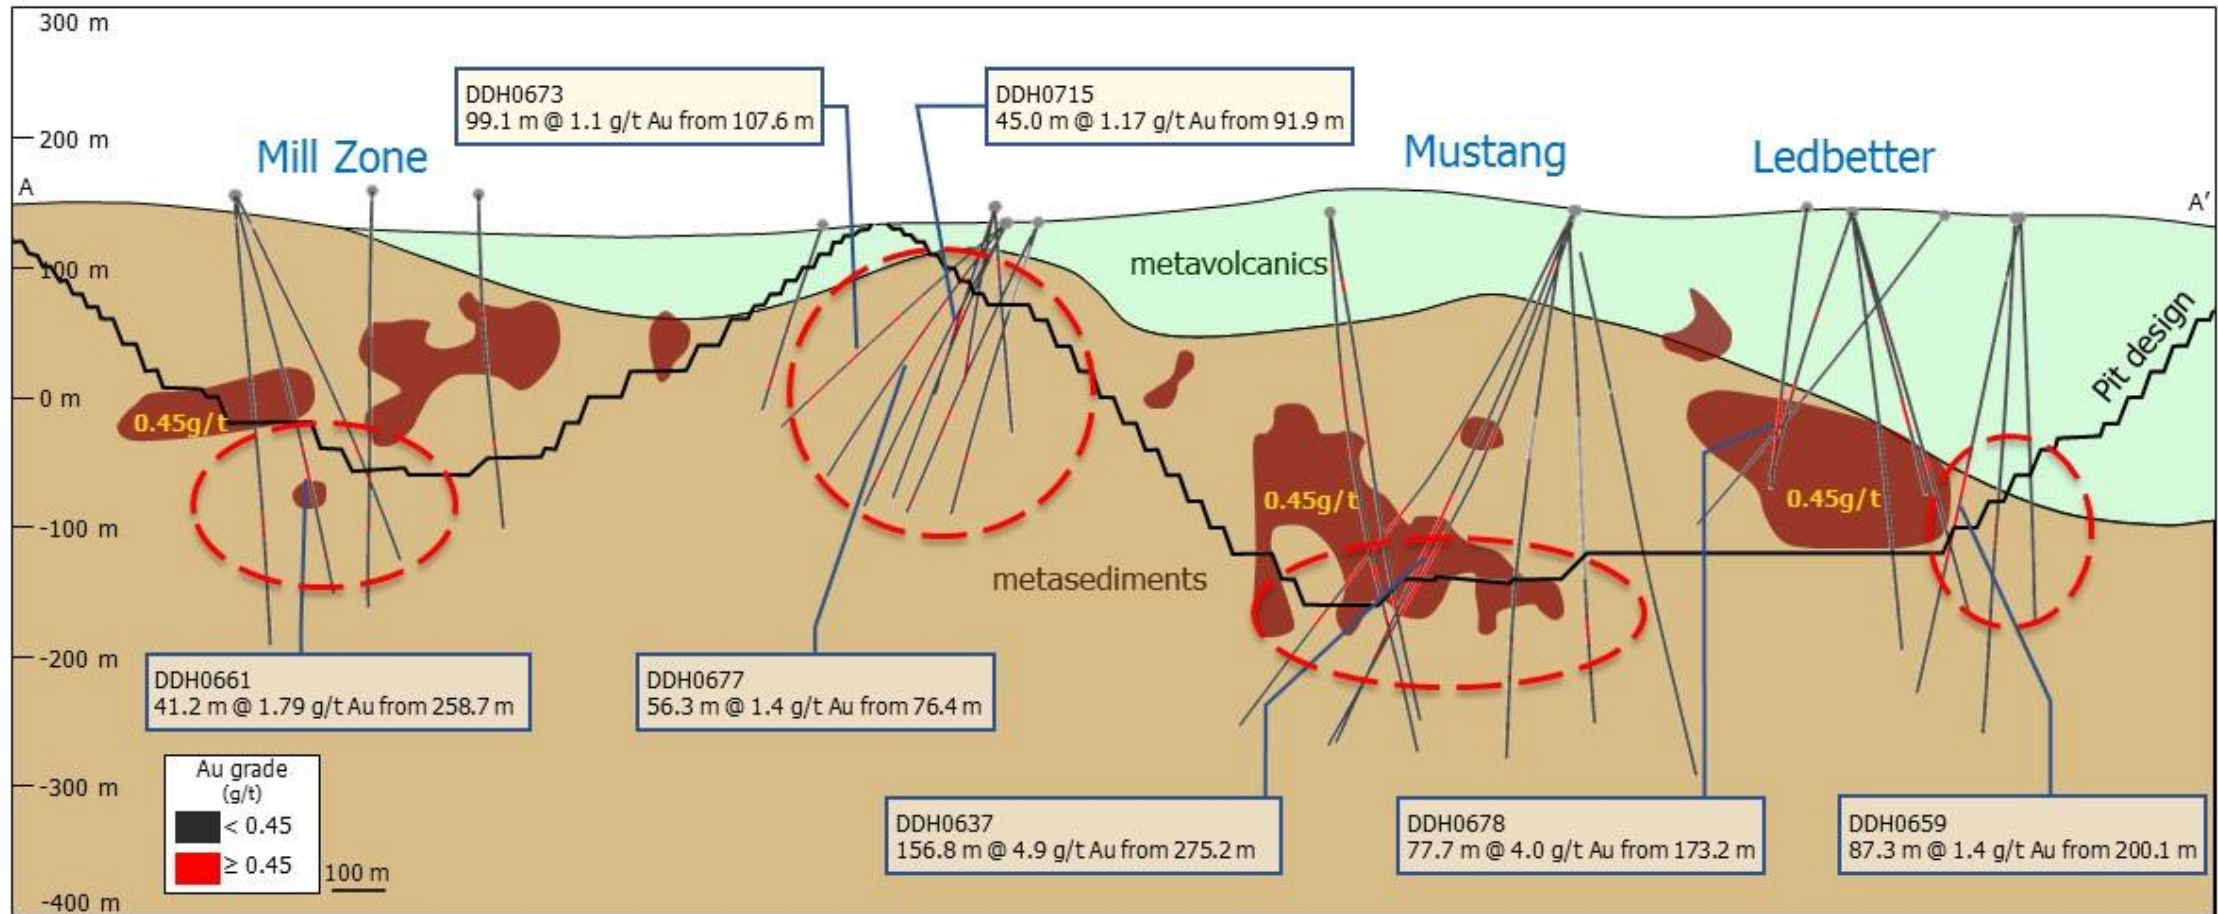 300 m
DDH0673
99.1 m @ 1.1 g/t Au from 107.6 m
DDH0715
45.0 m @ 1.17 g/t Au from 91.9 m
200 m
Mill Zone
Mustang
Ledbetter
A
A'
100 m
metavolcanics
Pit design
0 m
0.45g/t
0.45g/t
0.45g/t
-100 m
metasediments
-200 m
DDH0661
41.2 m @ 1.79 g/t Au from 258.7 m
DDH0677
56.3 m @ 1.4 g/t Au from 76.4 m
-300 m
Au grade
(g/t)
< 0.45
≥ 0.45
100 m
DDH0637
156.8 m @ 4.9 g/t Au from 275.2 m
DDH0678
77.7 m @ 4.0 g/t Au from 173.2 m
DDH0659
87.3 m @ 1.4 g/t Au from 200.1 m
-400 m